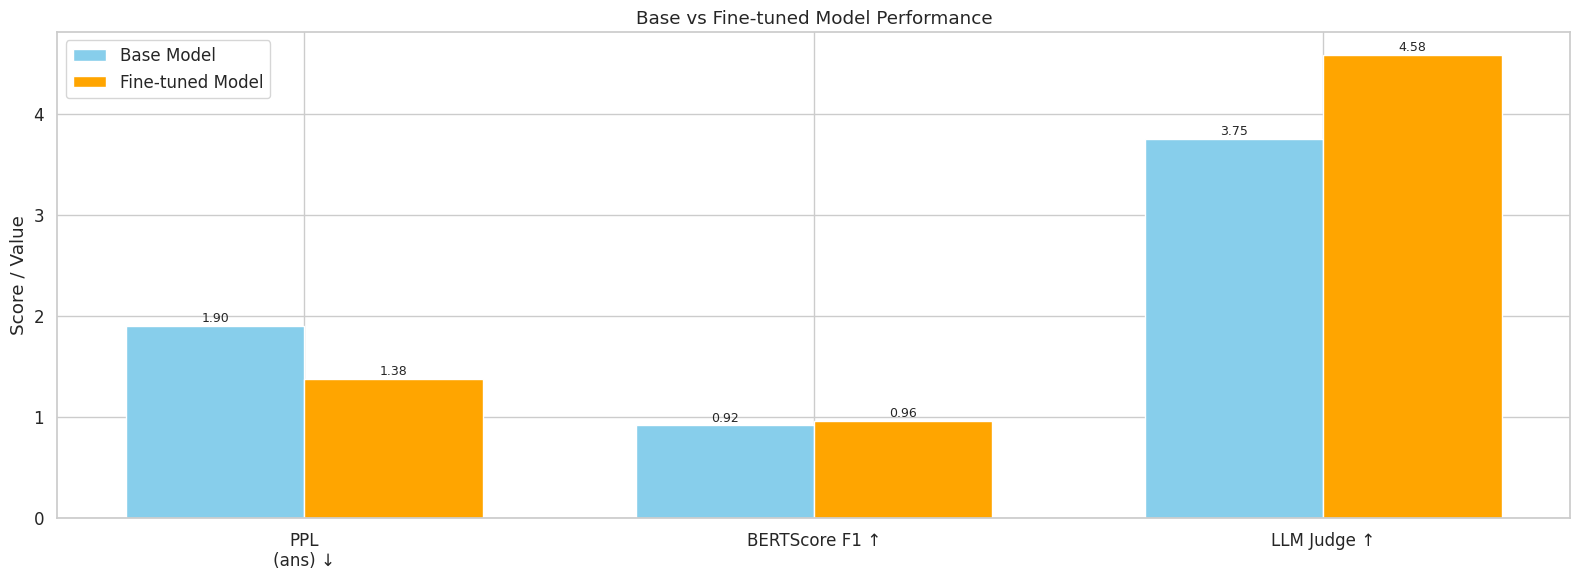 Base vs Fine-tuned Model Performance
Base Model
Fine-tuned Model
Score / Value
4
3
2
1
0
1.90
1.38
0.92
0.96
3.75
4.58
PPL
(ans) ↓
BERTScore F1 ↑
LLM Judge ↑